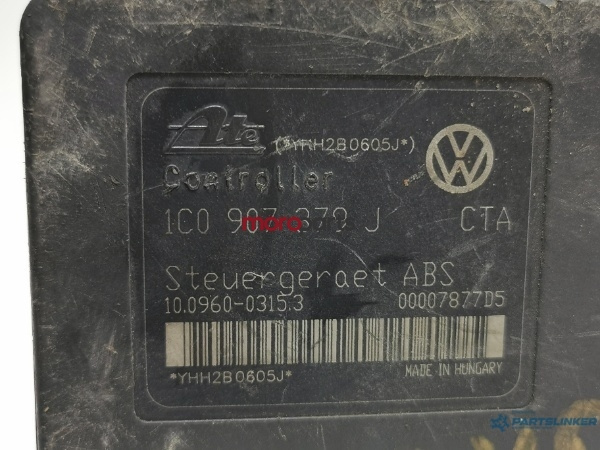 Ate (*YHH2B0605J*)
Controller
1C0 907 379 J CTA
Steuergeraet ABS
10.0960-0315.3 00007877D5
*YHH2B0605J* MADE IN HUNGARY
PARTSLINKER